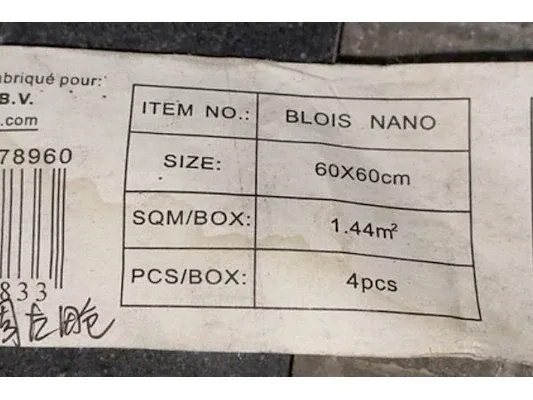 abriqué pour:
B.V.
.com
78960
833
ITEM NO.: BLOIS NANO
SIZE: 60X60cm
SQM/BOX: 1.44m²
PCS/BOX: 4pcs